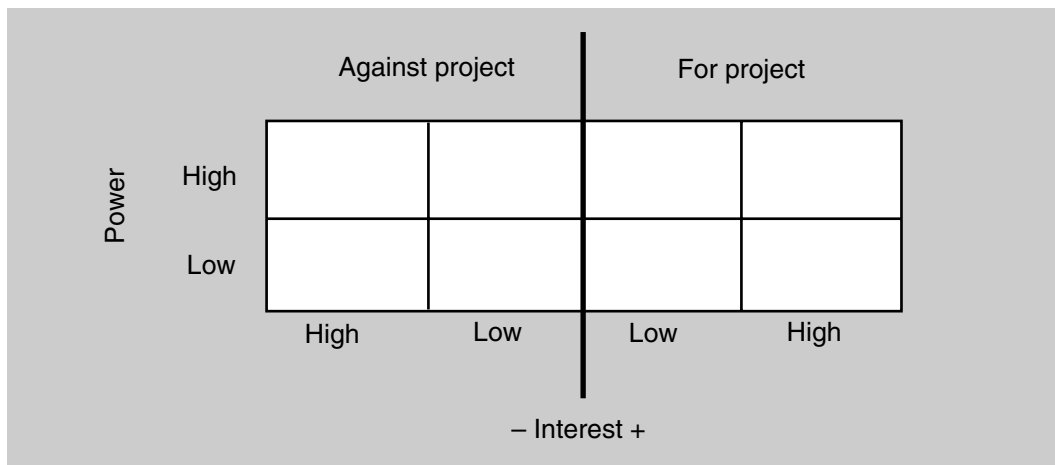 Against project
For project
Power
High
Low
High
Low
Low
High
– Interest +